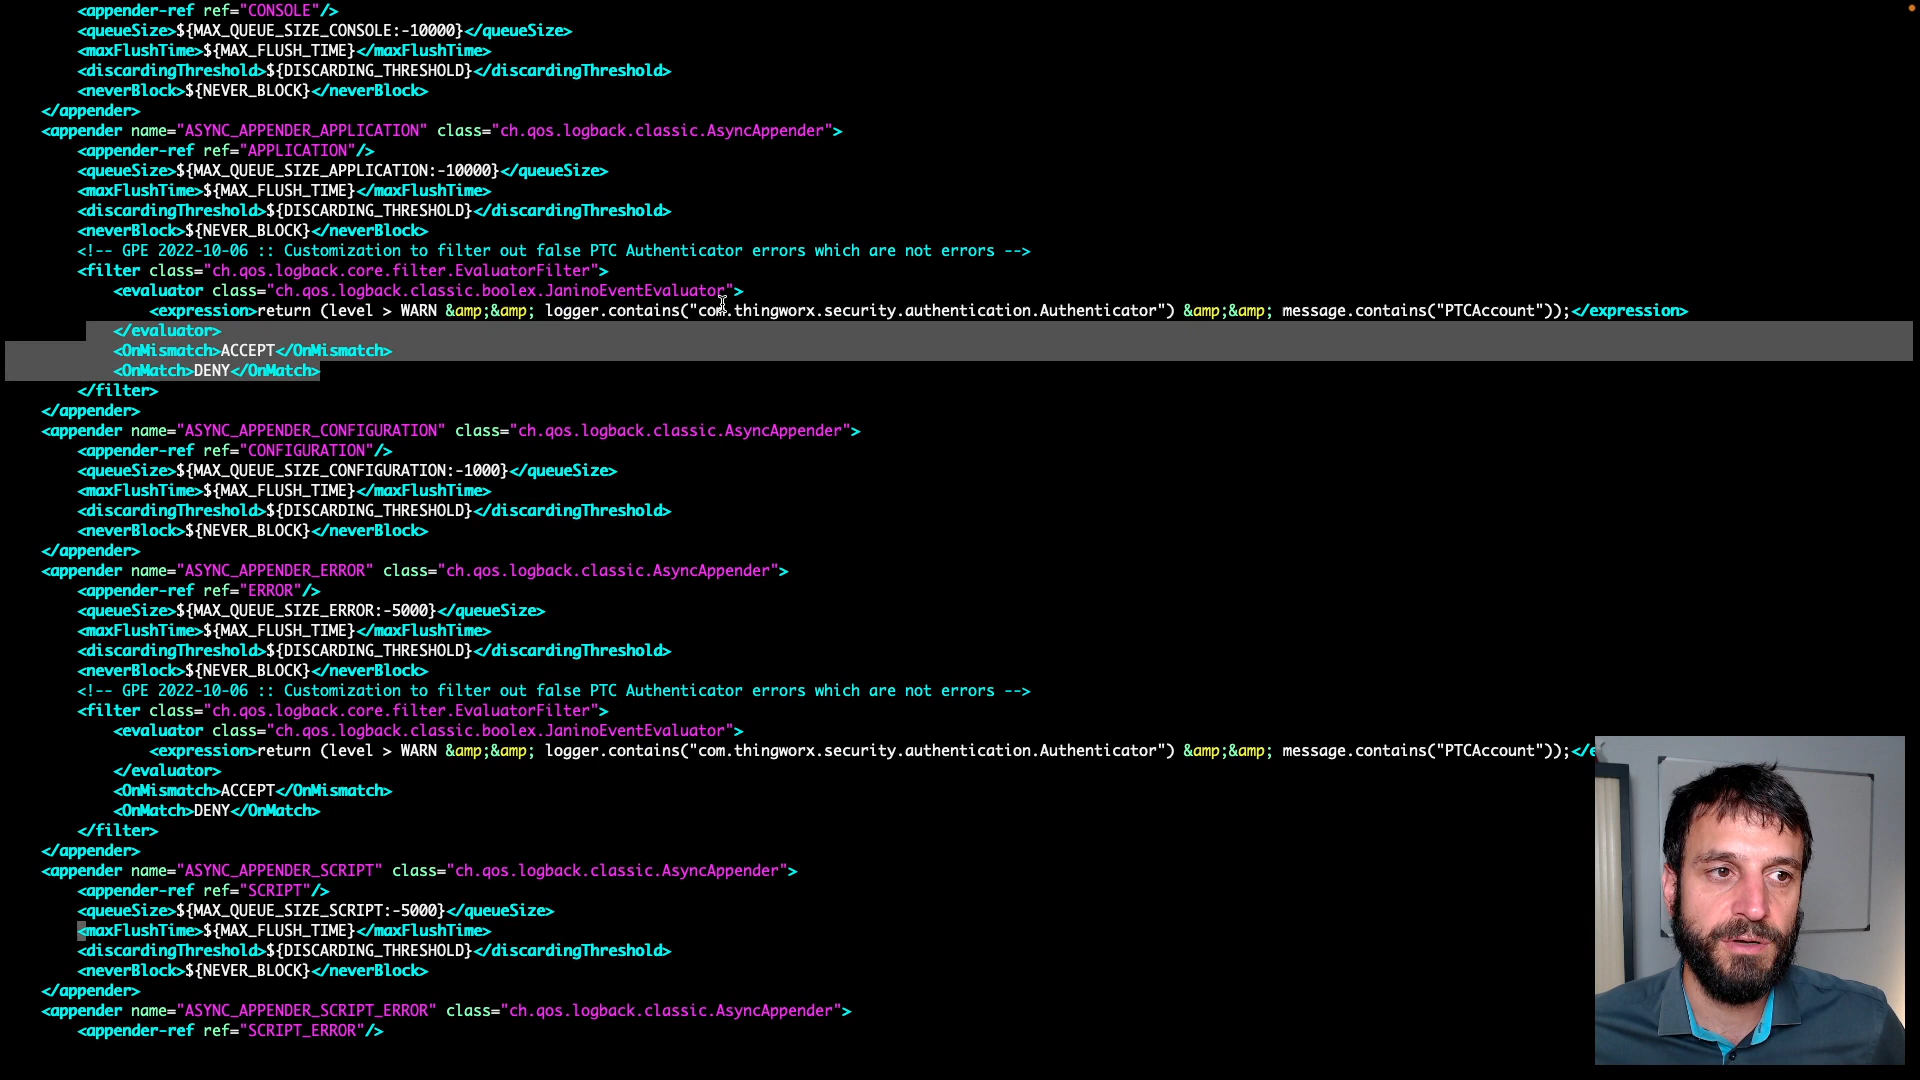 <appender-ref ref="CONSOLE"/>
<queueSize>${MAX_QUEUE_SIZE_CONSOLE:-10000}</queueSize>
<maxFlushTime>${MAX_FLUSH_TIME}</maxFlushTime>
<discardingThreshold>${DISCARDING_THRESHOLD}</discardingThreshold>
<neverBlock>${NEVER_BLOCK}</neverBlock>
</appender>
<appender name="ASYNC_APPENDER_APPLICATION" class="ch.qos.logback.classic.AsyncAppender">
<appender-ref ref="APPLICATION"/>
<queueSize>${MAX_QUEUE_SIZE_APPLICATION:-10000}</queueSize>
<maxFlushTime>${MAX_FLUSH_TIME}</maxFlushTime>
<discardingThreshold>${DISCARDING_THRESHOLD}</discardingThreshold>
<neverBlock>${NEVER_BLOCK}</neverBlock>
<!-- GPE 2022-10-06 :: Customization to filter out false PTC Authenticator errors which are not errors -->
<filter class="ch.qos.logback.core.filter.EvaluatorFilter">
<evaluator class="ch.qos.logback.classic.boolex.JaninoEventEvaluator">
<expression>return (level > WARN &amp;&amp; logger.contains("com.thingworx.security.authentication.Authenticator") &amp;&amp; message.contains("PTCAccount"));</expression>
</evaluator>
<OnMismatch>ACCEPT</OnMismatch>
<OnMatch>DENY</OnMatch>
</filter>
</appender>
<appender name="ASYNC_APPENDER_CONFIGURATION" class="ch.qos.logback.classic.AsyncAppender">
<appender-ref ref="CONFIGURATION"/>
<queueSize>${MAX_QUEUE_SIZE_CONFIGURATION:-1000}</queueSize>
<maxFlushTime>${MAX_FLUSH_TIME}</maxFlushTime>
<discardingThreshold>${DISCARDING_THRESHOLD}</discardingThreshold>
<neverBlock>${NEVER_BLOCK}</neverBlock>
</appender>
<appender name="ASYNC_APPENDER_ERROR" class="ch.qos.logback.classic.AsyncAppender">
<appender-ref ref="ERROR"/>
<queueSize>${MAX_QUEUE_SIZE_ERROR:-5000}</queueSize>
<maxFlushTime>${MAX_FLUSH_TIME}</maxFlushTime>
<discardingThreshold>${DISCARDING_THRESHOLD}</discardingThreshold>
<neverBlock>${NEVER_BLOCK}</neverBlock>
<!-- GPE 2022-10-06 :: Customization to filter out false PTC Authenticator errors which are not errors -->
<filter class="ch.qos.logback.core.filter.EvaluatorFilter">
<evaluator class="ch.qos.logback.classic.boolex.JaninoEventEvaluator">
<expression>return (level > WARN &amp;&amp; logger.contains("com.thingworx.security.authentication.Authenticator") &amp;&amp; message.contains("PTCAccount"));</e
</evaluator>
<OnMismatch>ACCEPT</OnMismatch>
<OnMatch>DENY</OnMatch>
</filter>
</appender>
<appender name="ASYNC_APPENDER_SCRIPT" class="ch.qos.logback.classic.AsyncAppender">
<appender-ref ref="SCRIPT"/>
<queueSize>${MAX_QUEUE_SIZE_SCRIPT:-5000}</queueSize>
<maxFlushTime>${MAX_FLUSH_TIME}</maxFlushTime>
<discardingThreshold>${DISCARDING_THRESHOLD}</discardingThreshold>
<neverBlock>${NEVER_BLOCK}</neverBlock>
</appender>
<appender name="ASYNC_APPENDER_SCRIPT_ERROR" class="ch.qos.logback.classic.AsyncAppender">
<appender-ref ref="SCRIPT_ERROR"/>